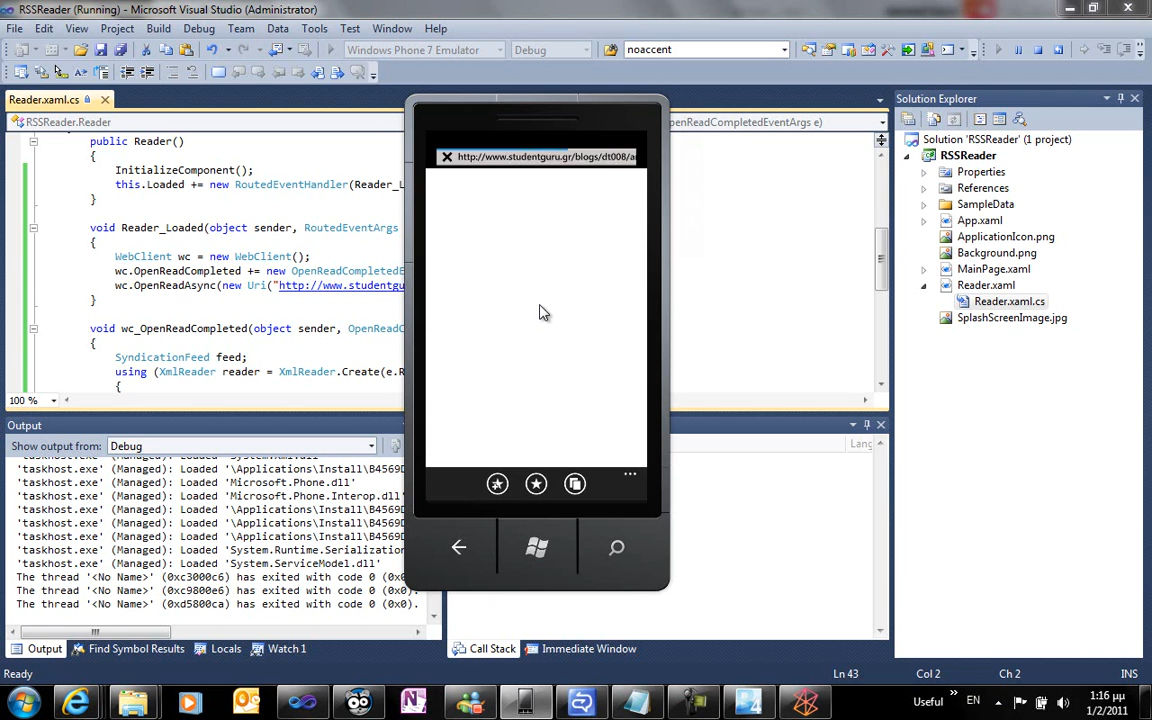 RSSReader (Running) - Microsoft Visual Studio (Administrator)
File Edit View Project Build Debug Team Data Tools Test Window Help
Windows Phone 7 Emulator Debug noaccent
Reader.xaml.cs
RSSReader.Reader
OpenReadCompletedEventArgs e)
public Reader()
{
InitializeComponent();
this.Loaded += new RoutedEventHandler(Reader_L
}
void Reader_Loaded(object sender, RoutedEventArgs
{
WebClient wc = new WebClient();
wc.OpenReadCompleted += new OpenReadCompletedE
wc.OpenReadAsync(new Uri("http://www.studentgu
}
void wc_OpenReadCompleted(object sender, OpenReadC
{
SyndicationFeed feed;
using (XmlReader reader = XmlReader.Create(e.R
{
100 %
http://www.studentguru.gr/blogs/dt008/a
Solution Explorer
Solution 'RSSReader' (1 project)
RSSReader
Properties
References
SampleData
App.xaml
ApplicationIcon.png
Background.png
MainPage.xaml
Reader.xaml
Reader.xaml.cs
SplashScreenImage.jpg
Output
Show output from: Debug
Lang
'taskhost.exe' (Managed): Loaded 'System.Xml.dll'
'taskhost.exe' (Managed): Loaded '\Applications\Install\B4569D
'taskhost.exe' (Managed): Loaded 'Microsoft.Phone.dll'
'taskhost.exe' (Managed): Loaded 'Microsoft.Phone.Interop.dll'
'taskhost.exe' (Managed): Loaded '\Applications\Install\B4569D
'taskhost.exe' (Managed): Loaded '\Applications\Install\B4569D
'taskhost.exe' (Managed): Loaded 'System.Runtime.Serialization
'taskhost.exe' (Managed): Loaded 'System.ServiceModel.dll'
The thread '<No Name>' (0xc3000c6) has exited with code 0 (0x0
The thread '<No Name>' (0xc9800e6) has exited with code 0 (0x0).
The thread '<No Name>' (0xd5800ca) has exited with code 0 (0x0).
Output Find Symbol Results Locals Watch 1
Call Stack Immediate Window
Ready Ln 43 Col 2 Ch 2 INS
Useful EN 1:16 μμ
1/2/2011